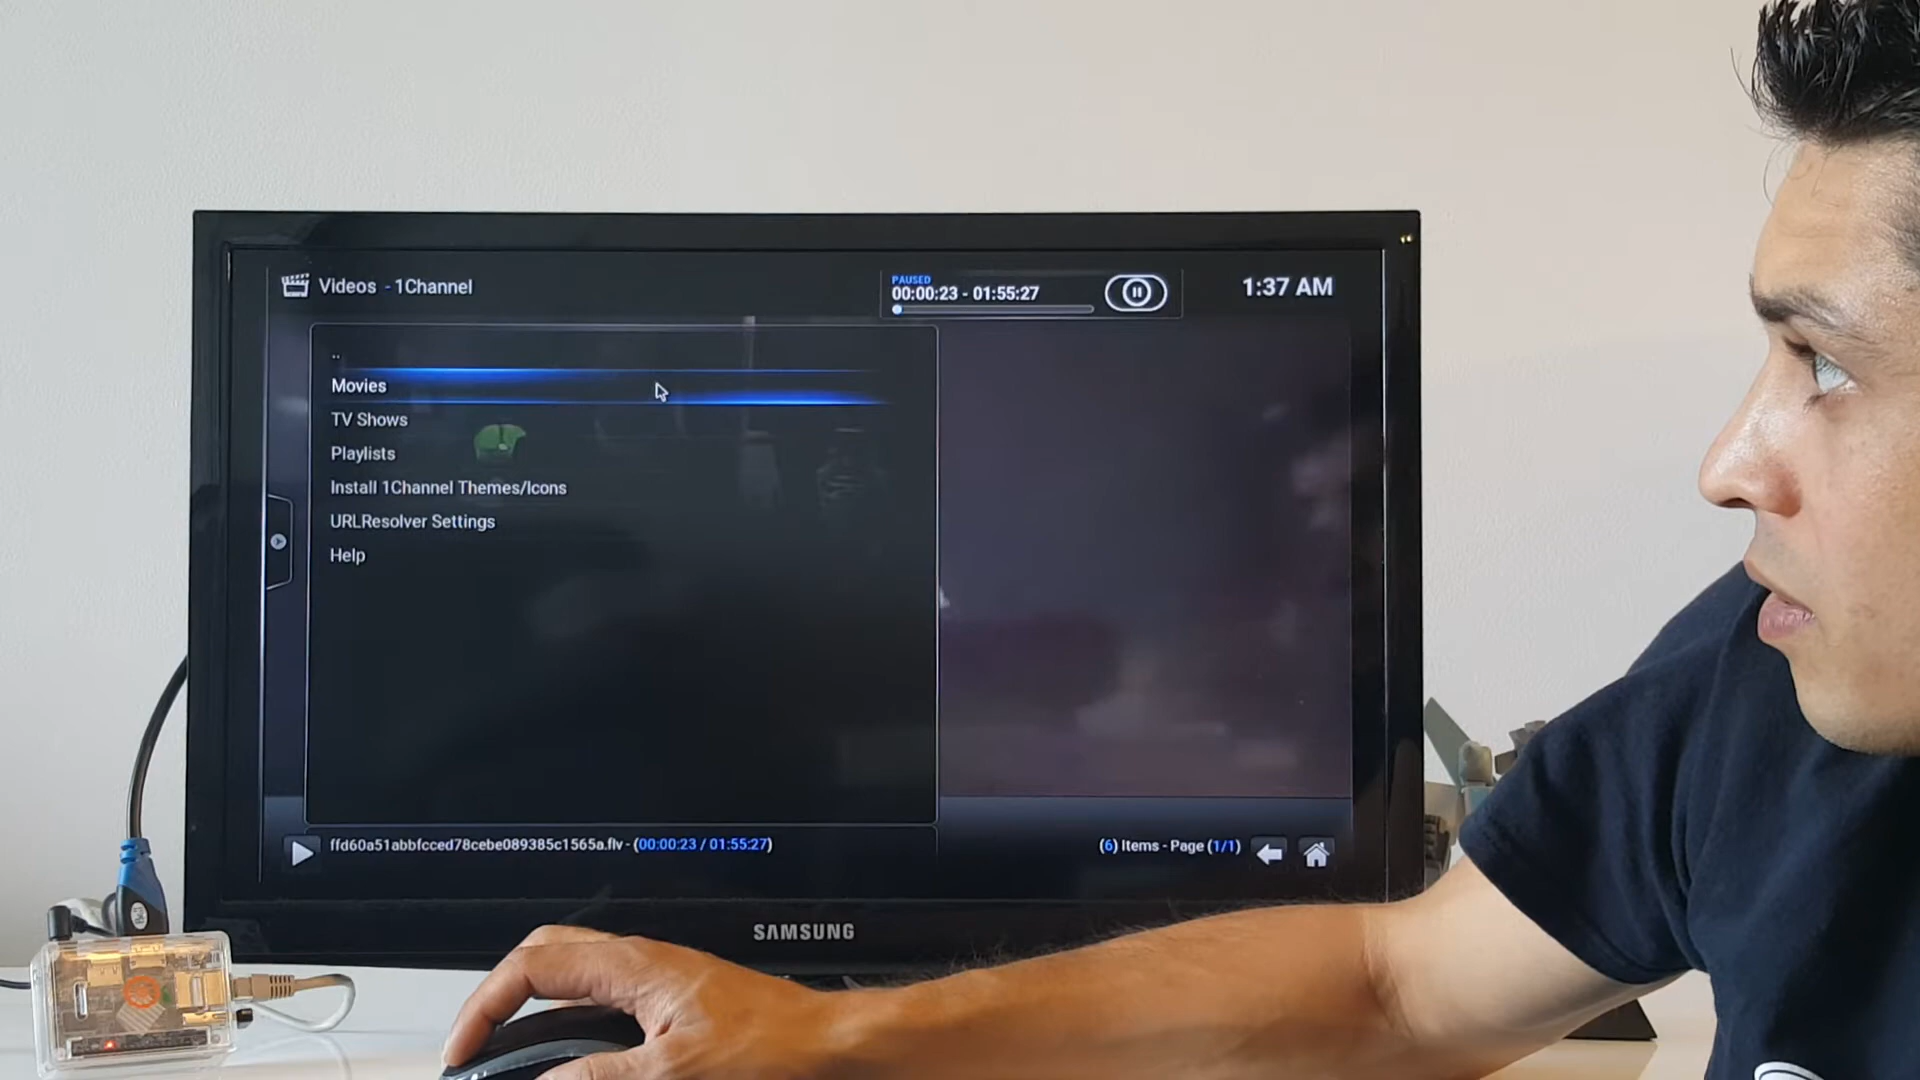 Videos - 1Channel
PAUSED
00:00:23 - 01:55:27
1:37 AM
..
Movies
TV Shows
Playlists
Install 1Channel Themes/Icons
URLResolver Settings
Help
ffd60a51abbfcced78cebe089385c1565a.flv - (00:00:23 / 01:55:27)
(6) Items - Page (1/1)
SAMSUNG